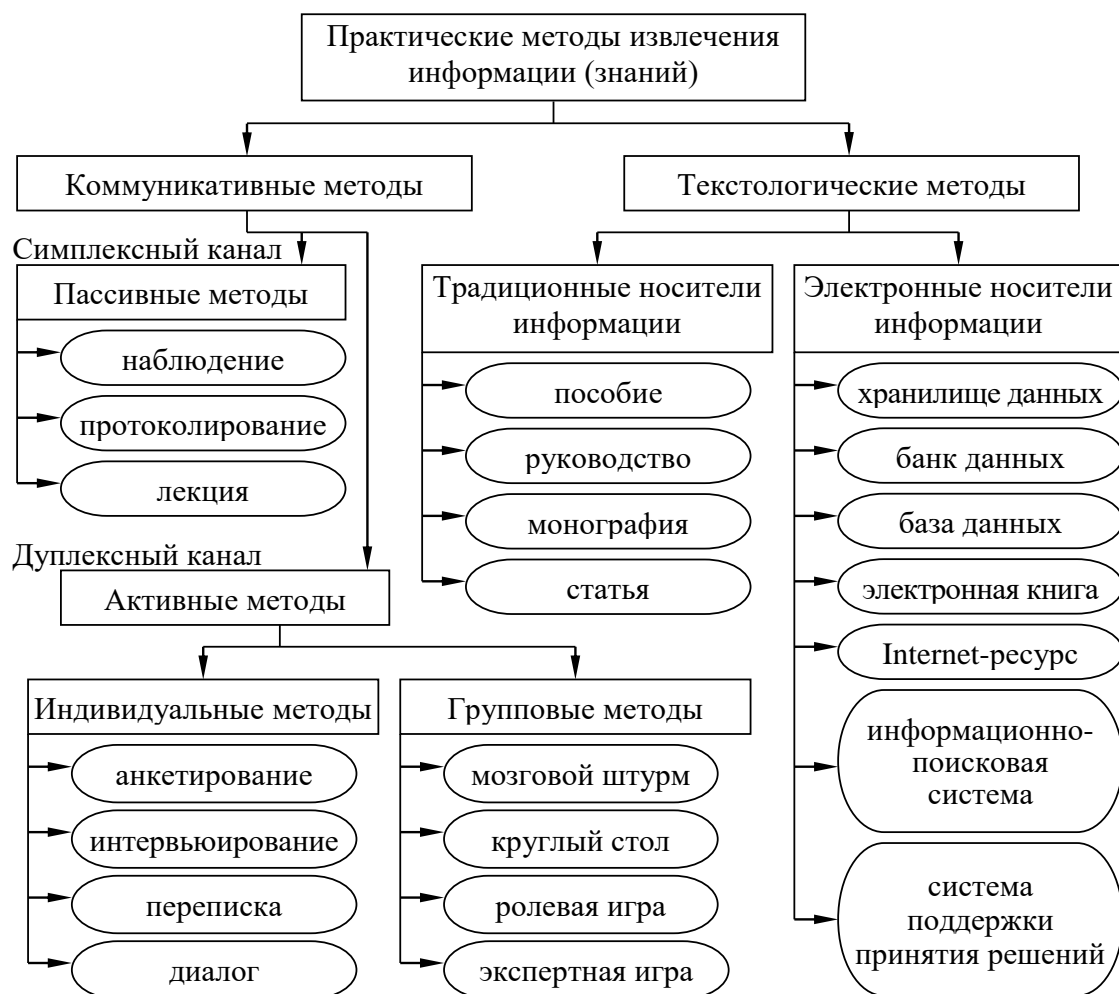 Практические методы извлечения
информации (знаний)
Коммуникативные методы
Текстологические методы
Симплексный канал
Пассивные методы
наблюдение
протоколирование
лекция
Дуплексный канал
Активные методы
Индивидуальные методы
анкетирование
интервьюирование
переписка
диалог
Групповые методы
мозговой штурм
круглый стол
ролевая игра
экспертная игра
Традиционные носители
информации
пособие
руководство
монография
статья
Электронные носители
информации
хранилище данных
банк данных
база данных
электронная книга
Internet-ресурс
информационно-
поисковая
система
система
поддержки
принятия решений